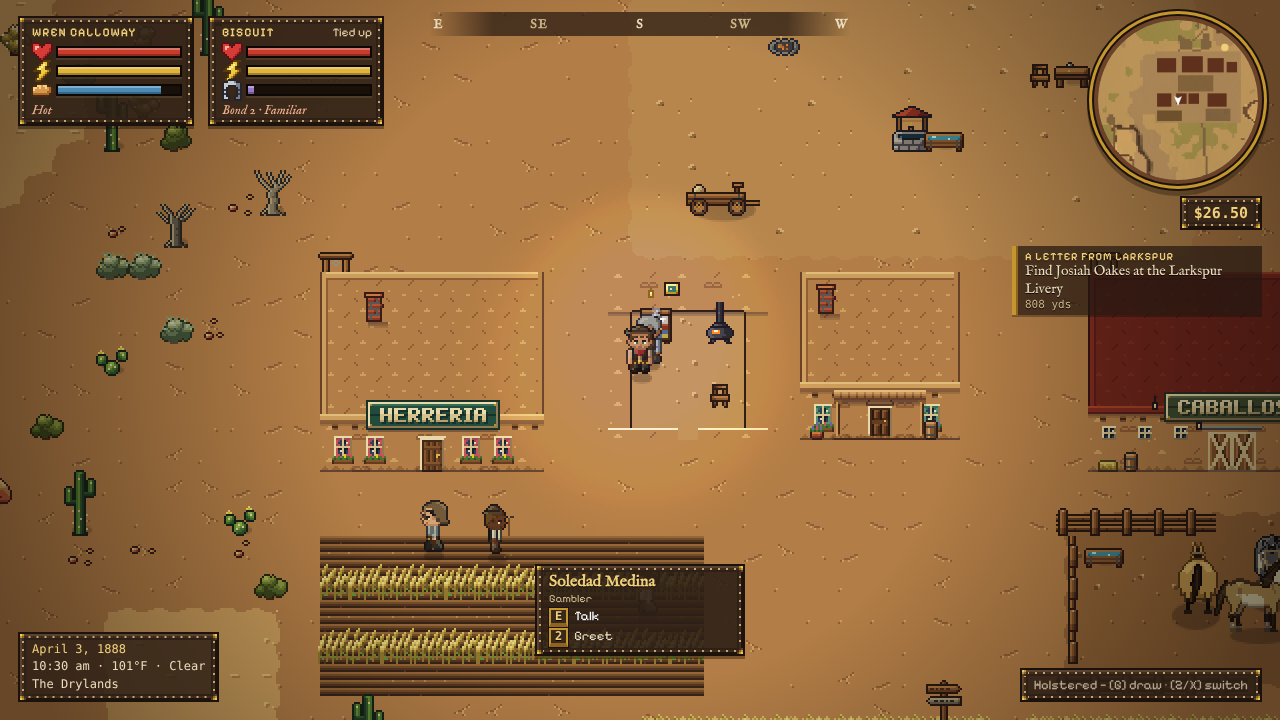 WREN CALLOWAY
Hot
BISCUIT
Tied up
Bond 2 · Familiar
E
SE
S
SW
W
$26.50
A LETTER FROM LARKSPUR
Find Josiah Oakes at the Larkspur
Livery
808 yds
HERRERIA
CABALLOS
Soledad Medina
Gambler
E Talk
2 Greet
April 3, 1888
10:30 am · 101°F · Clear
The Drylands
Holstered - (G) draw · (Z/X) switch